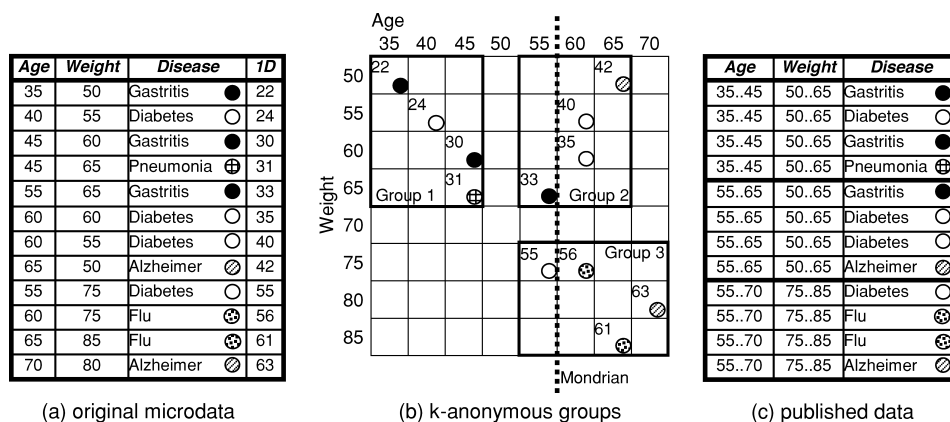 Age Weight Disease 1D
35 50 Gastritis 22
40 55 Diabetes 24
45 60 Gastritis 30
45 65 Pneumonia 31
55 65 Gastritis 33
60 60 Diabetes 35
60 55 Diabetes 40
65 50 Alzheimer 42
55 75 Diabetes 55
60 75 Flu 56
65 85 Flu 61
70 80 Alzheimer 63
(a) original microdata
Age
35 40 45 50 55 60 65 70
Weight
50
55
60
65
70
75
80
85
22 42
24 40
30 35
31 33
Group 1 Group 2
55 56 Group 3
63
61
Mondrian
(b) k-anonymous groups
Age Weight Disease
35..45 50..65 Gastritis
35..45 50..65 Diabetes
35..45 50..65 Gastritis
35..45 50..65 Pneumonia
55..65 50..65 Gastritis
55..65 50..65 Diabetes
55..65 50..65 Diabetes
55..65 50..65 Alzheimer
55..70 75..85 Diabetes
55..70 75..85 Flu
55..70 75..85 Flu
55..70 75..85 Alzheimer
(c) published data